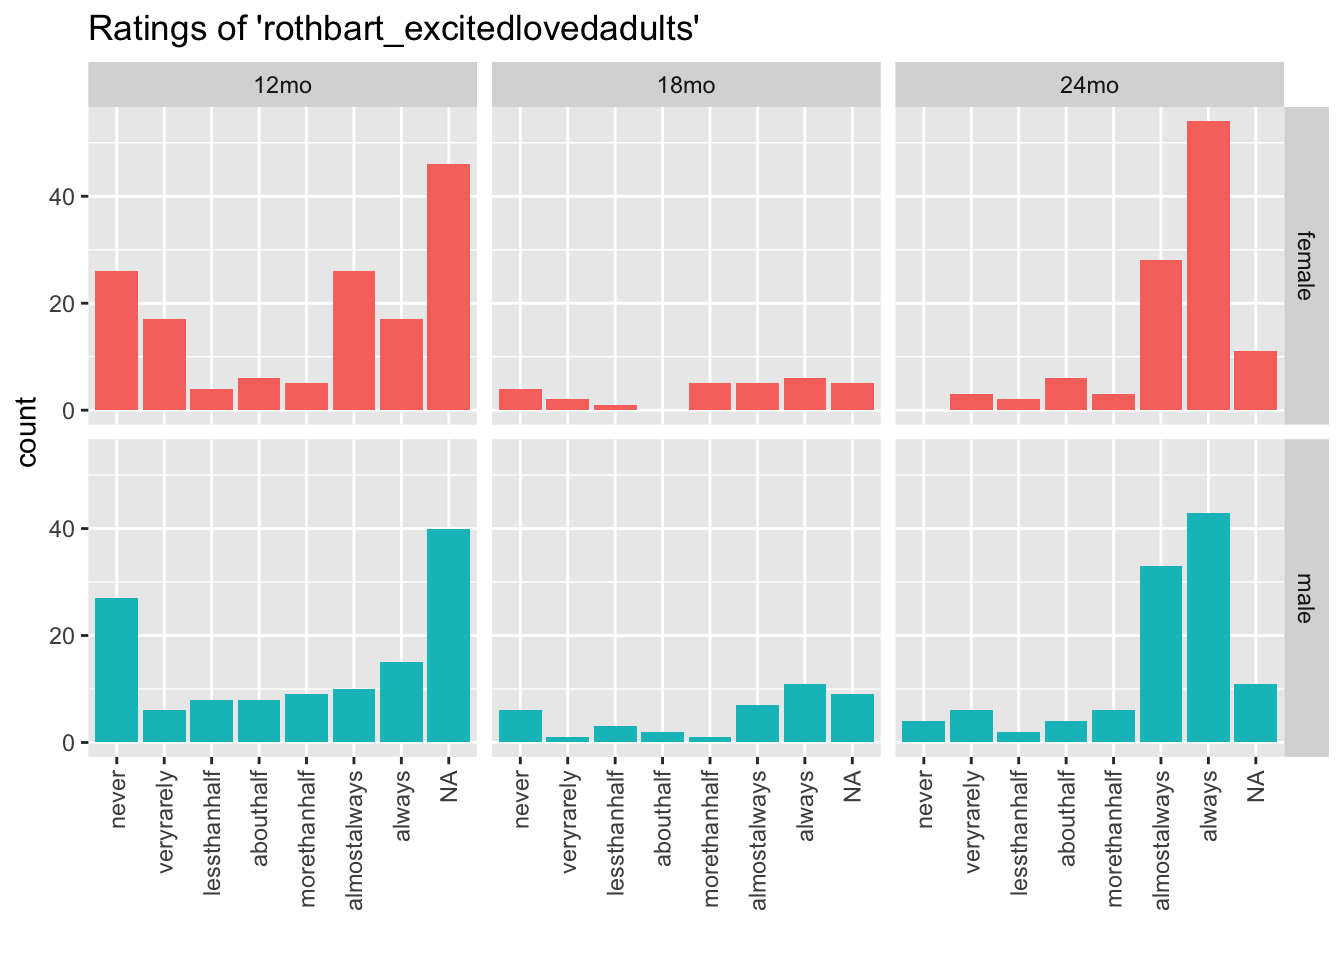 Ratings of 'rothbart_excitedlovedadults'
12mo
18mo
24mo
count
40
20
0
female
40
20
0
male
never
veryrarely
lessthanhalf
abouthalf
morethanhalf
almostalways
always
NA
never
veryrarely
lessthanhalf
abouthalf
morethanhalf
almostalways
always
NA
never
veryrarely
lessthanhalf
abouthalf
morethanhalf
almostalways
always
NA